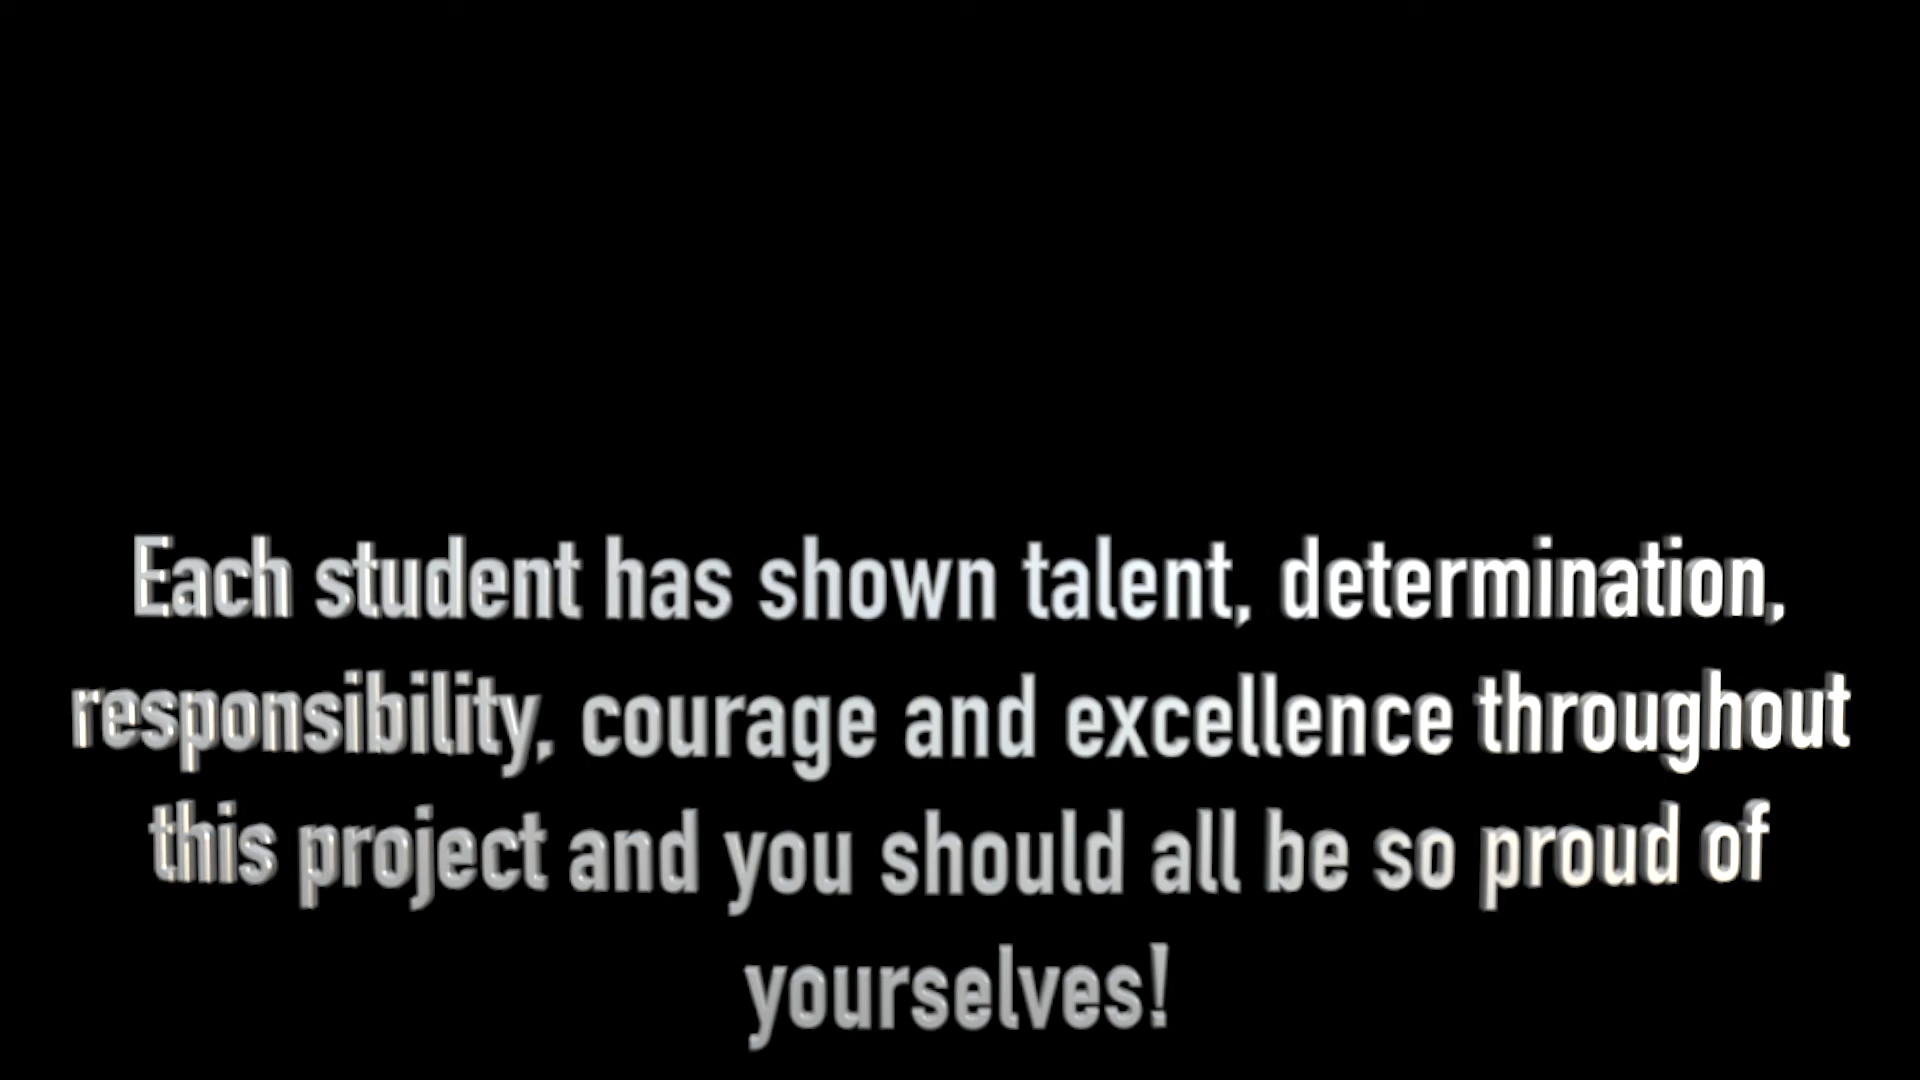 Each student has shown talent, determination,
responsibility, courage and excellence throughout
this project and you should all be so proud of
yourselves!